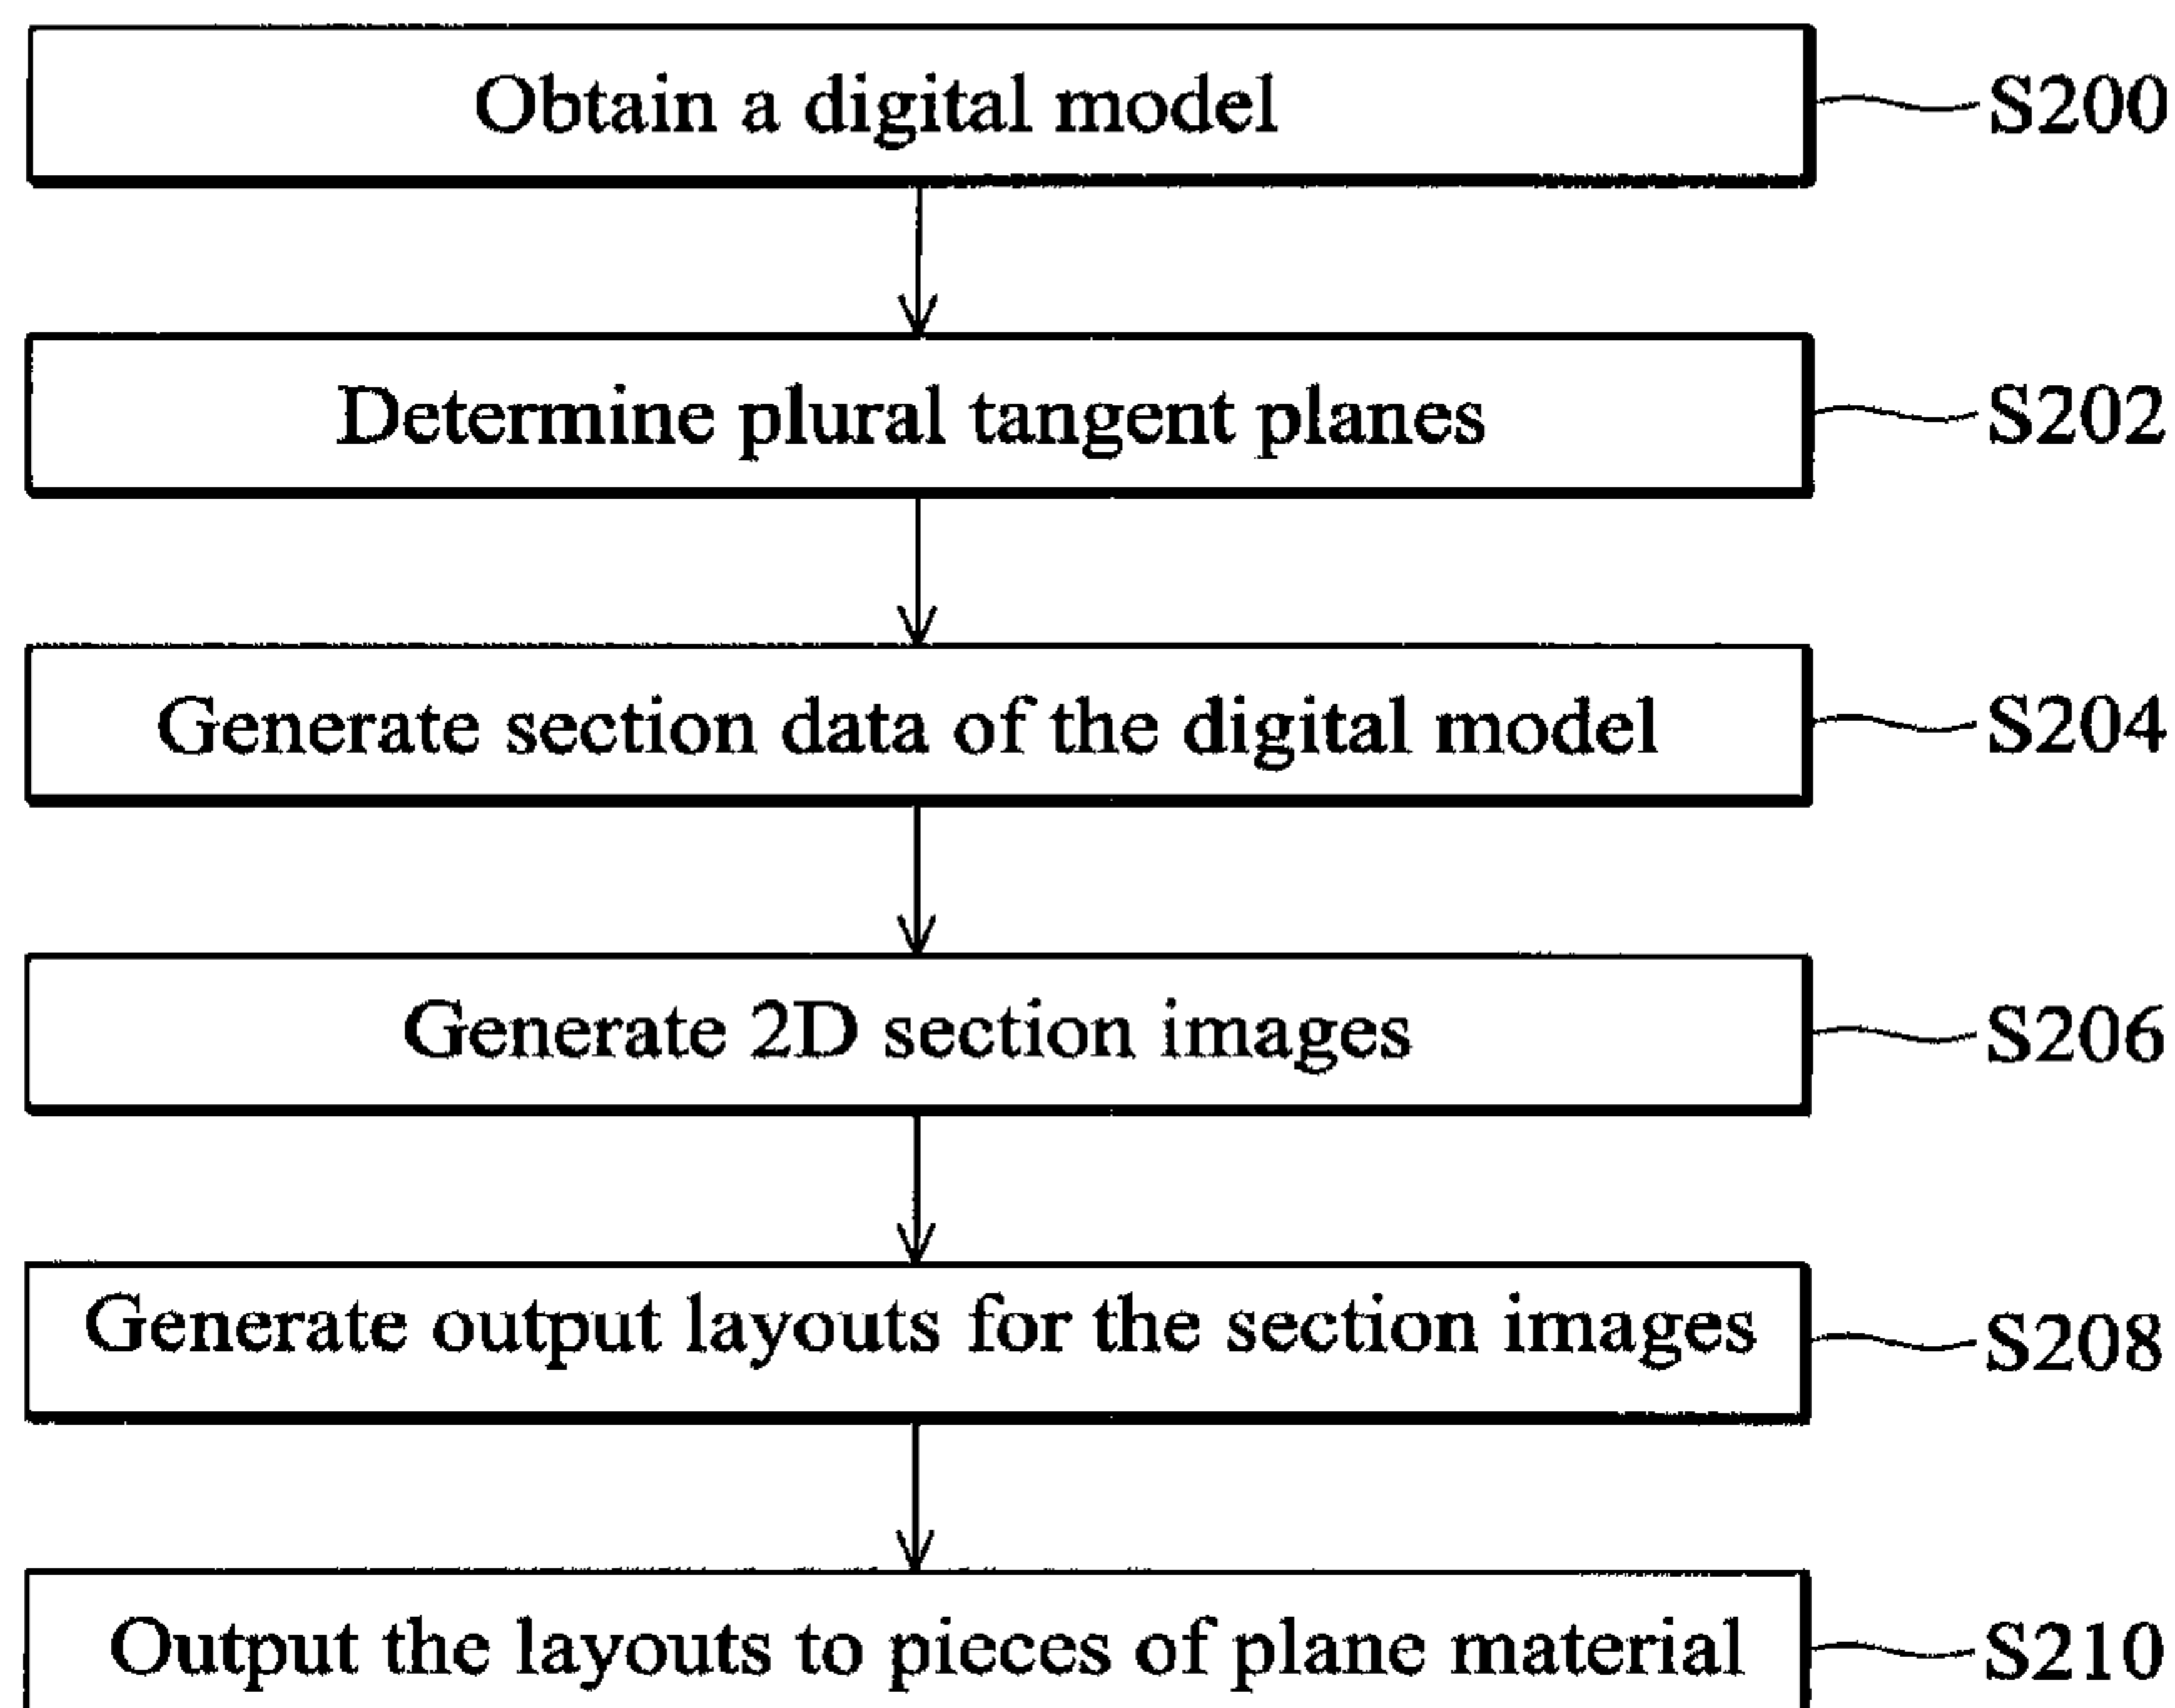 Obtain a digital model S200
Determine plural tangent planes S202
Generate section data of the digital model S204
Generate 2D section images S206
Generate output layouts for the section images S208
Output the layouts to pieces of plane material S210